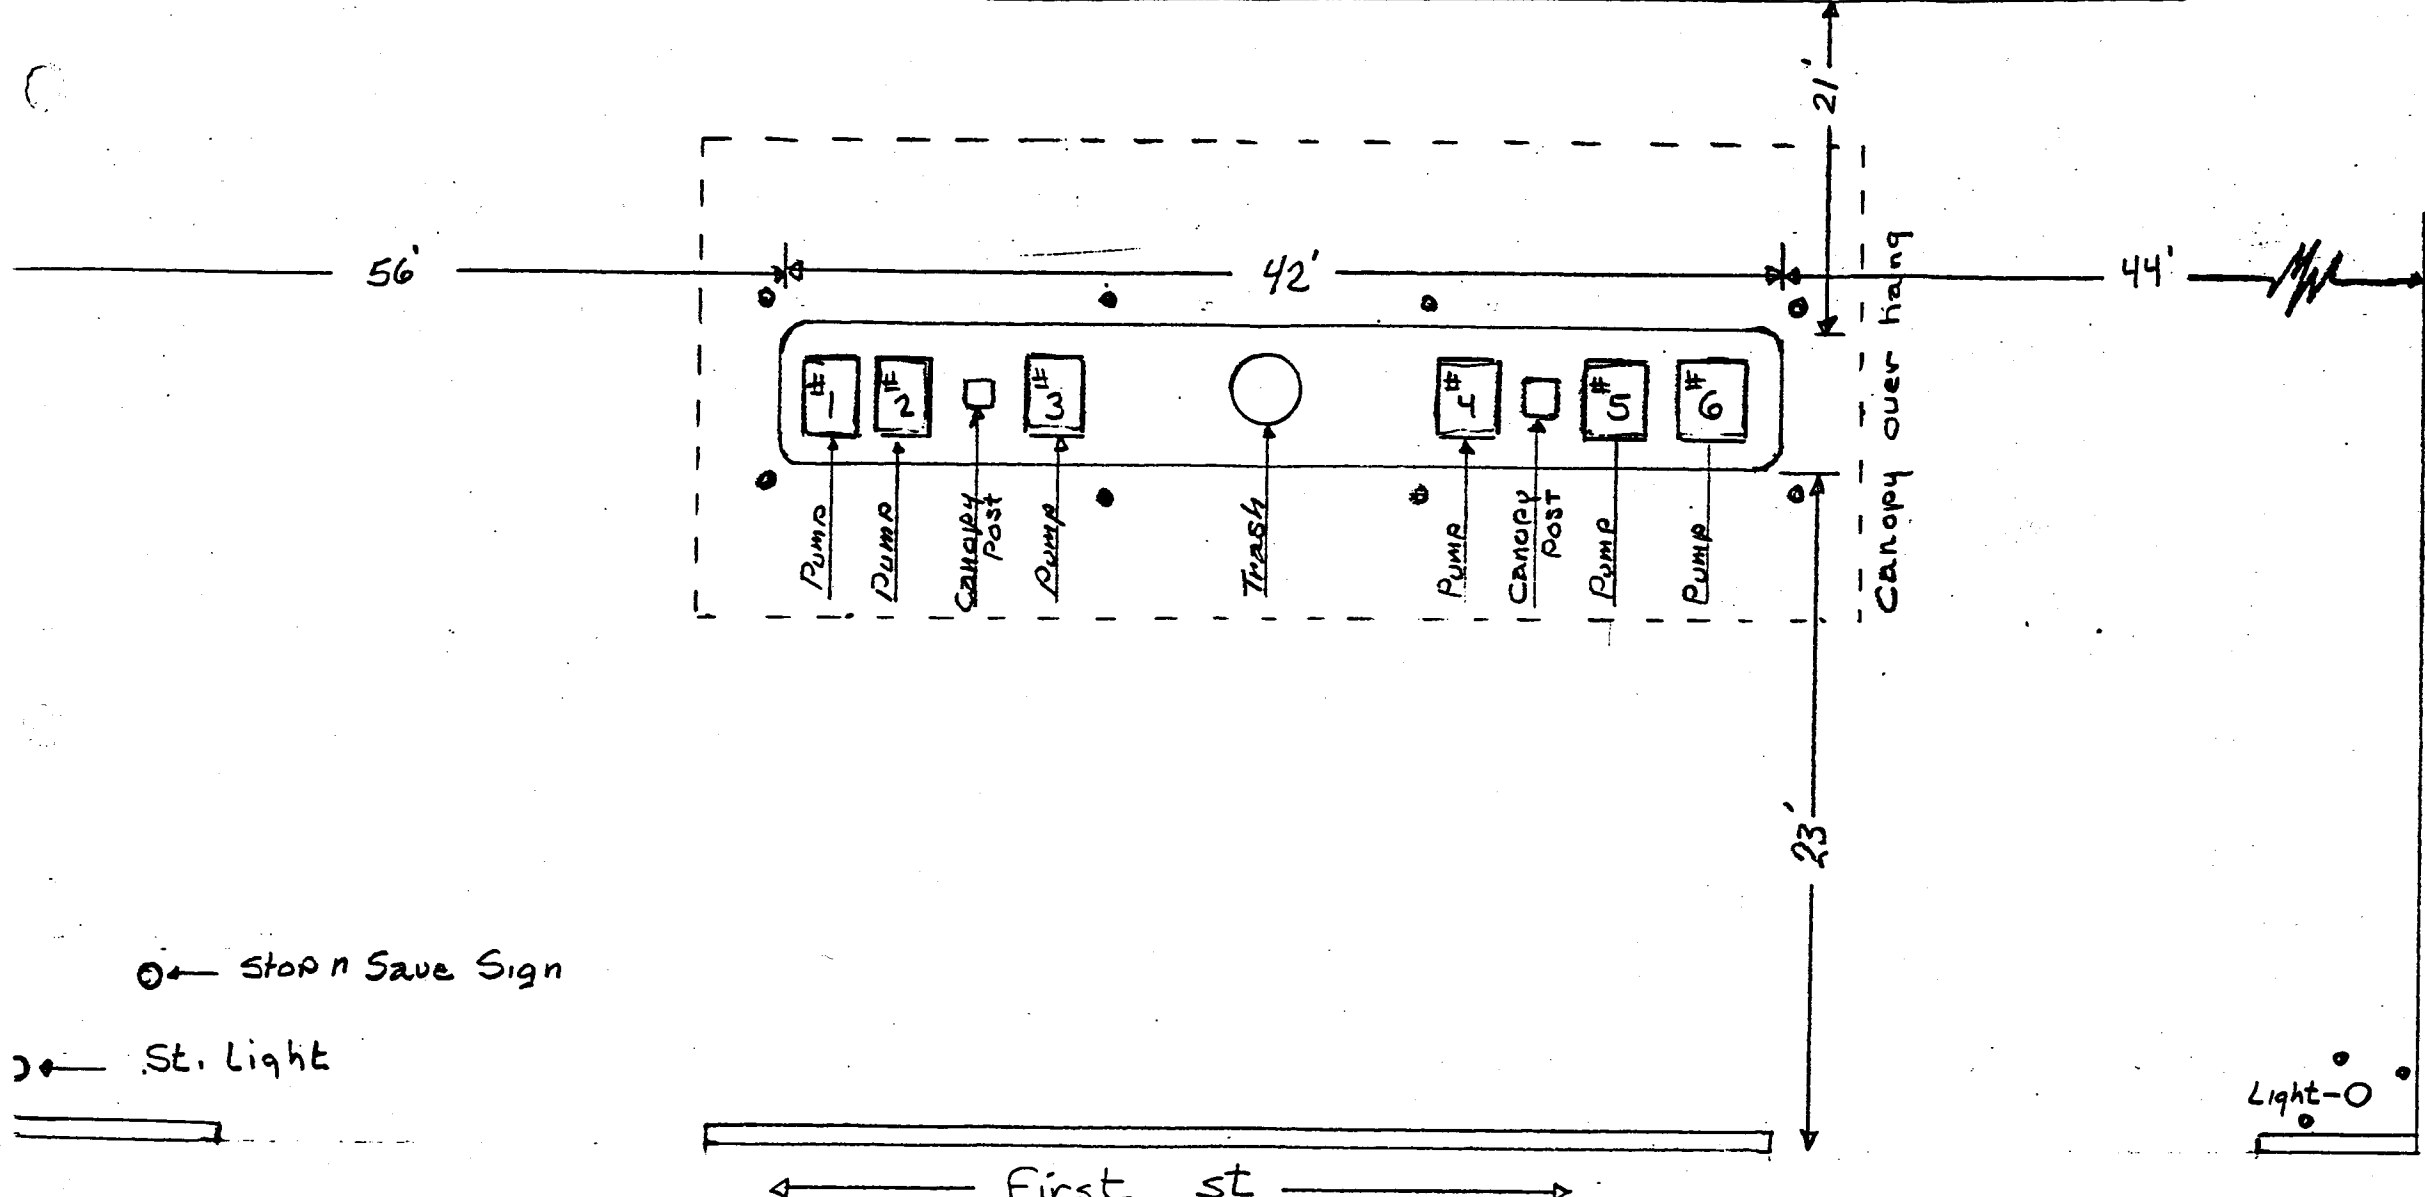 21'
56'
42'
44'
#1
#2
#3
#4
#5
#6
Pump
Pump
Canopy
Post
Pump
Trash
Pump
Canopy
Post
Pump
Pump
Canopy over hang
23'
Stop n Save Sign
St. Light
Light
First St